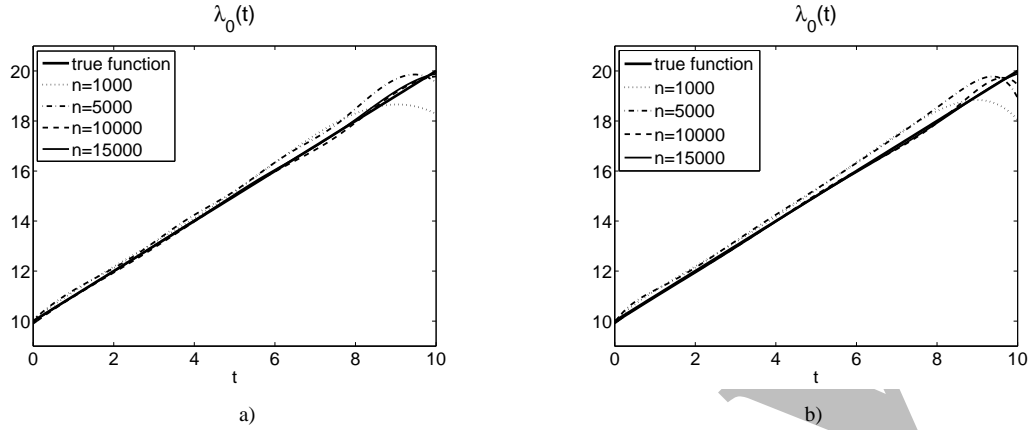 λ0(t)
true function
n=1000
n=5000
n=10000
n=15000
20
18
16
14
12
10
0 2 4 6 8 10
t
a)
λ0(t)
true function
n=1000
n=5000
n=10000
n=15000
20
18
16
14
12
10
0 2 4 6 8 10
t
b)